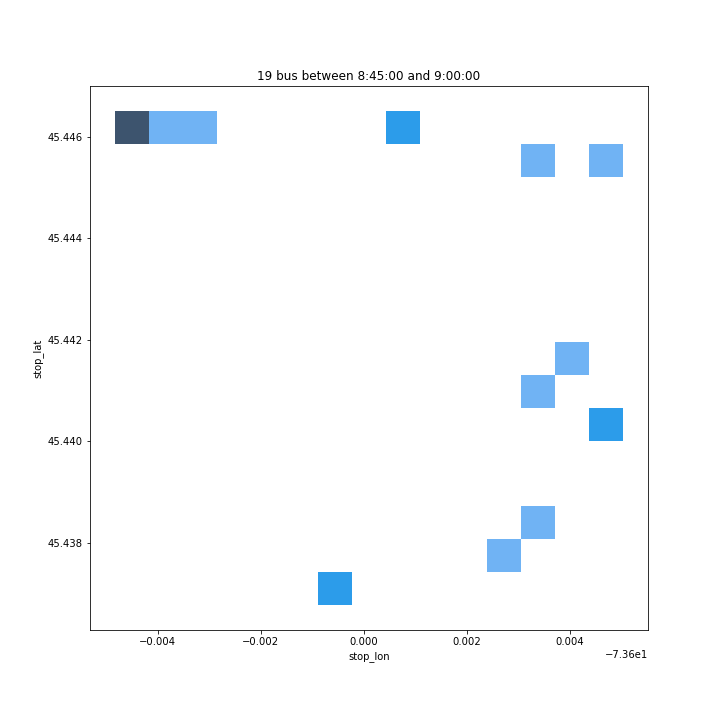 19 bus between 8:45:00 and 9:00:00
45.446
45.444
45.442
45.440
45.438
stop_lat
−0.004 −0.002 0.000 0.002 0.004
stop_lon
−7.36e1